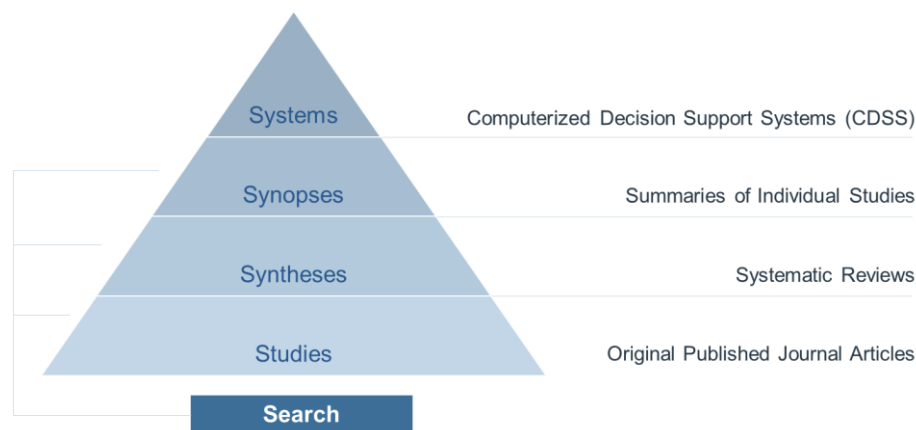 Systems
Computerized Decision Support Systems (CDSS)
Synopses
Summaries of Individual Studies
Syntheses
Systematic Reviews
Studies
Original Published Journal Articles
Search